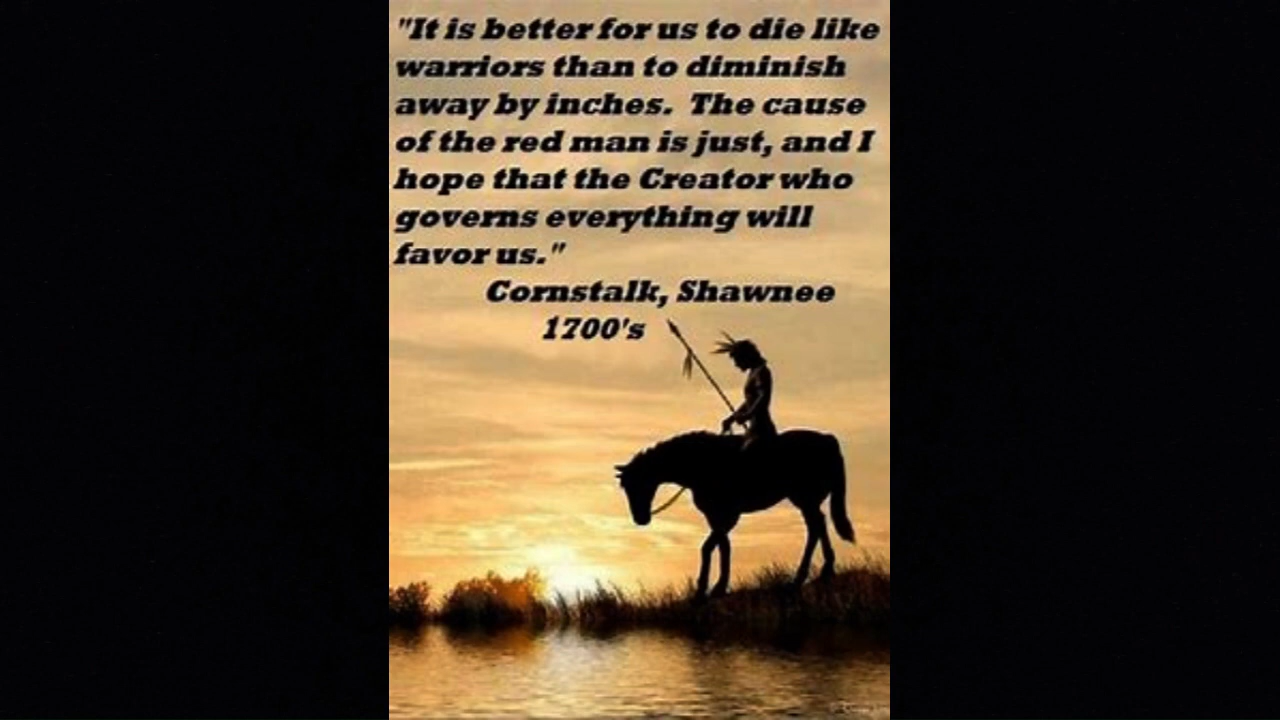 "It is better for us to die like
warriors than to diminish
away by inches. The cause
of the red man is just, and I
hope that the Creator who
governs everything will
favor us."
Cornstalk, Shawnee
1700's